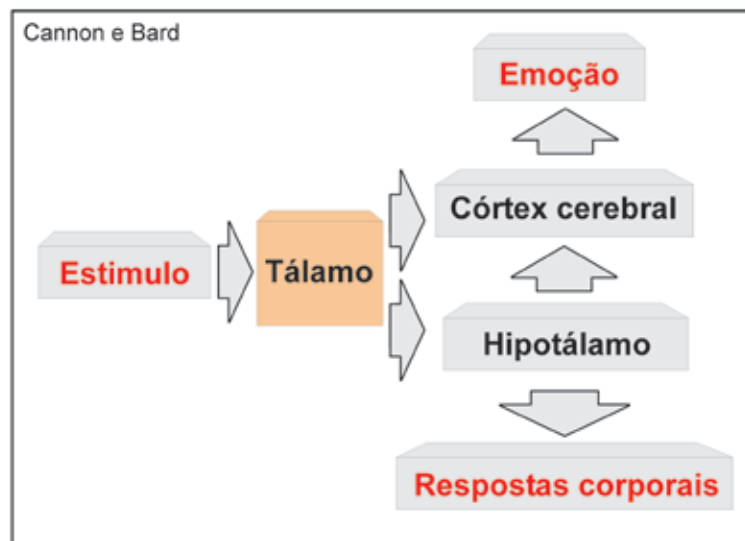 Cannon e Bard
Emoção
Córtex cerebral
Estimulo
Tálamo
Hipotálamo
Respostas corporais